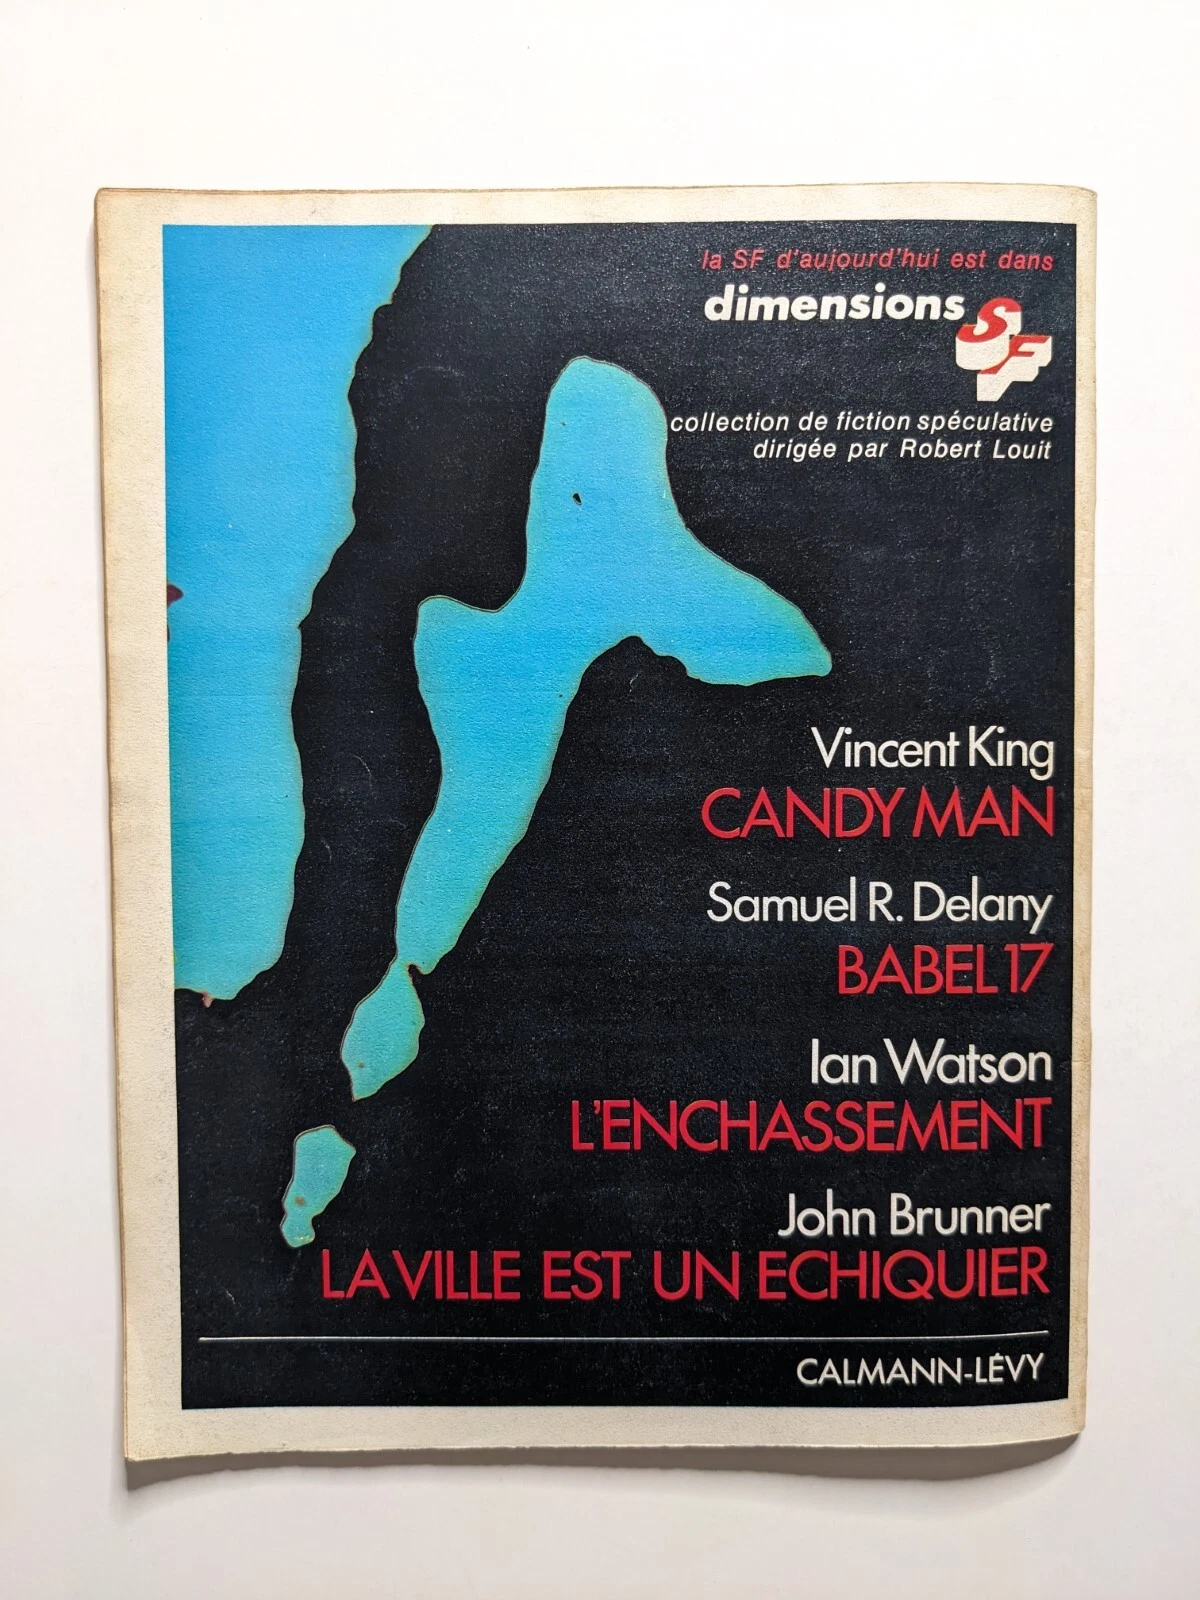 la SF d'aujourd'hui est dans
dimensions SF
collection de fiction spéculative
dirigée par Robert Louit
Vincent King
CANDY MAN
Samuel R. Delany
BABEL 17
Ian Watson
L'ENCHASSEMENT
John Brunner
LA VILLE EST UN ECHIQUIER
CALMANN-LÉVY